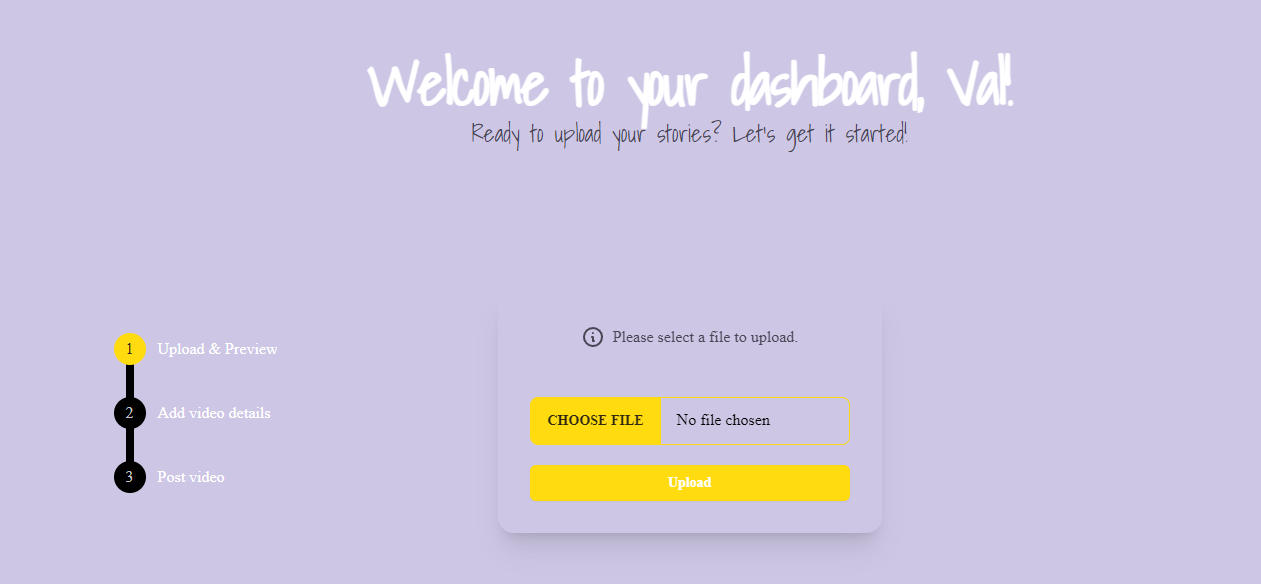 Welcome to your dashboard, Val!
Ready to upload your stories? Let's get it started!
1 Upload & Preview
2 Add video details
3 Post video
Please select a file to upload.
CHOOSE FILE No file chosen
Upload